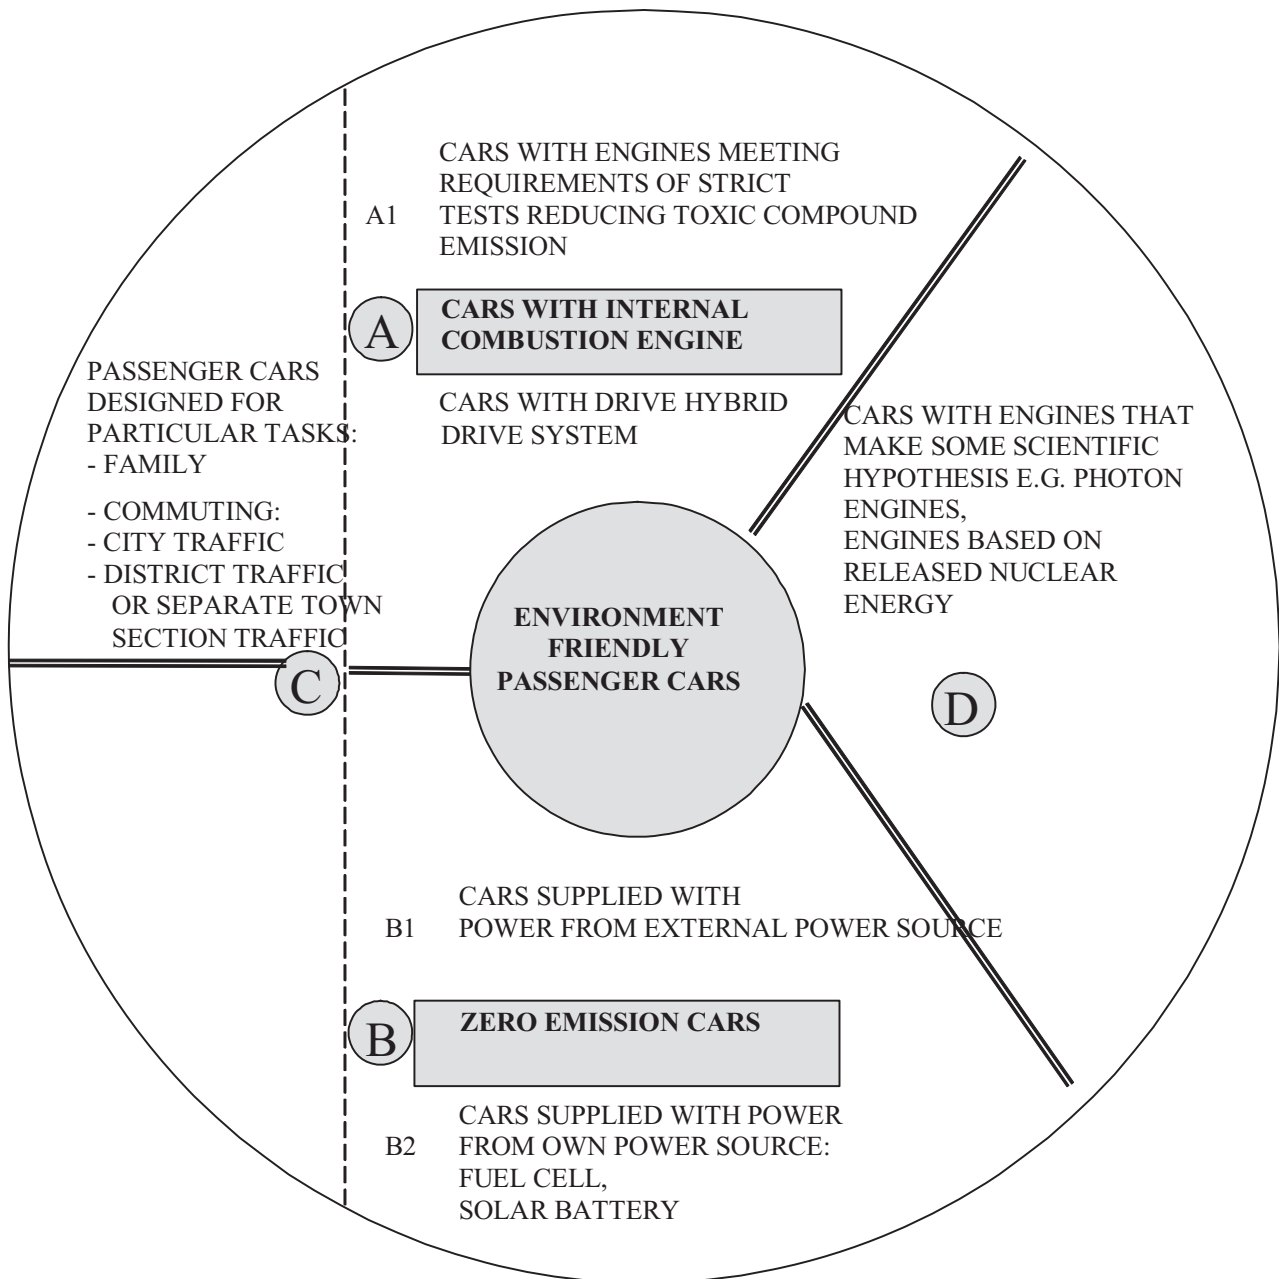 CARS WITH ENGINES MEETING
REQUIREMENTS OF STRICT
A1 TESTS REDUCING TOXIC COMPOUND
EMISSION
A
CARS WITH INTERNAL
COMBUSTION ENGINE
CARS WITH DRIVE HYBRID
DRIVE SYSTEM
PASSENGER CARS
DESIGNED FOR
PARTICULAR TASKS:
- FAMILY
- COMMUTING:
- CITY TRAFFIC
- DISTRICT TRAFFIC
OR SEPARATE TOWN
SECTION TRAFFIC
C
CARS WITH ENGINES THAT
MAKE SOME SCIENTIFIC
HYPOTHESIS E.G. PHOTON
ENGINES,
ENGINES BASED ON
RELEASED NUCLEAR
ENERGY
D
ENVIRONMENT
FRIENDLY
PASSENGER CARS
CARS SUPPLIED WITH
B1 POWER FROM EXTERNAL POWER SOURCE
B
ZERO EMISSION CARS
CARS SUPPLIED WITH POWER
B2 FROM OWN POWER SOURCE:
FUEL CELL,
SOLAR BATTERY